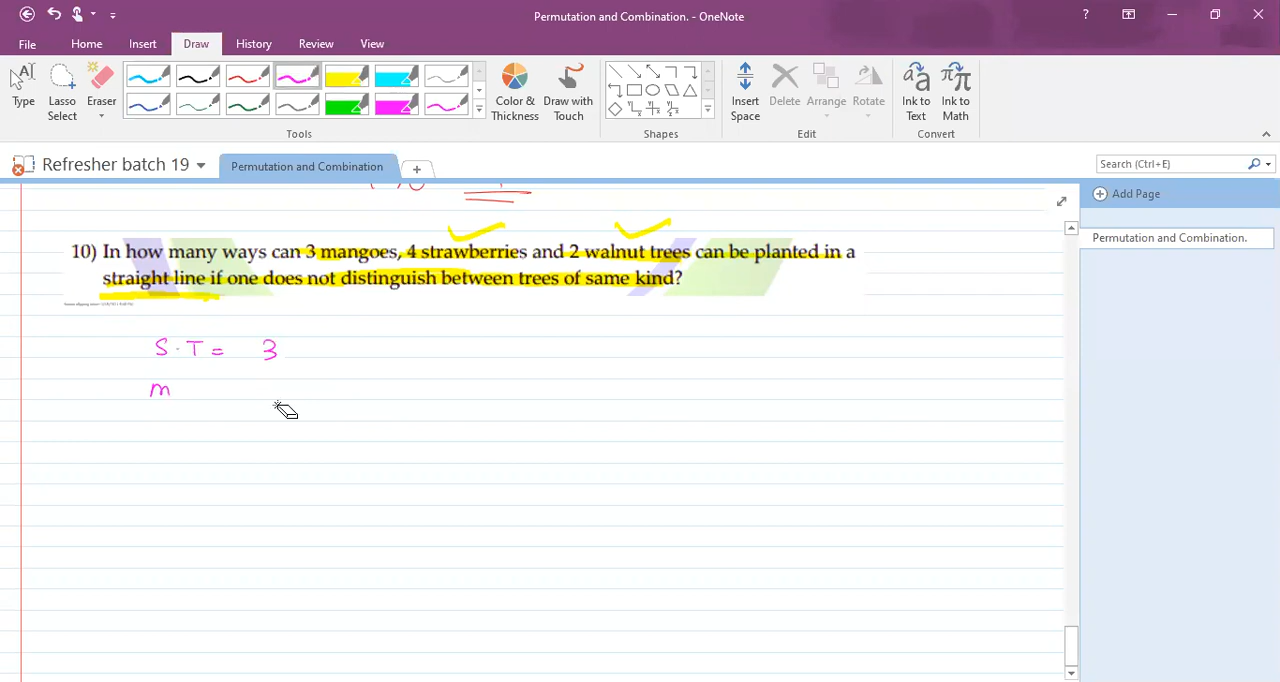 Permutation and Combination. - OneNote
File Home Insert Draw History Review View
Type
Lasso Select
Eraser
Color & Thickness
Draw with Touch
Insert Space
Delete
Arrange
Rotate
Ink to Text
Ink to Math
Tools
Shapes
Edit
Convert
Refresher batch 19
Permutation and Combination
Search (Ctrl+E)
Add Page
Permutation and Combination.
10) In how many ways can 3 mangoes, 4 strawberries and 2 walnut trees can be planted in a
straight line if one does not distinguish between trees of same kind?
S.T = 3
m